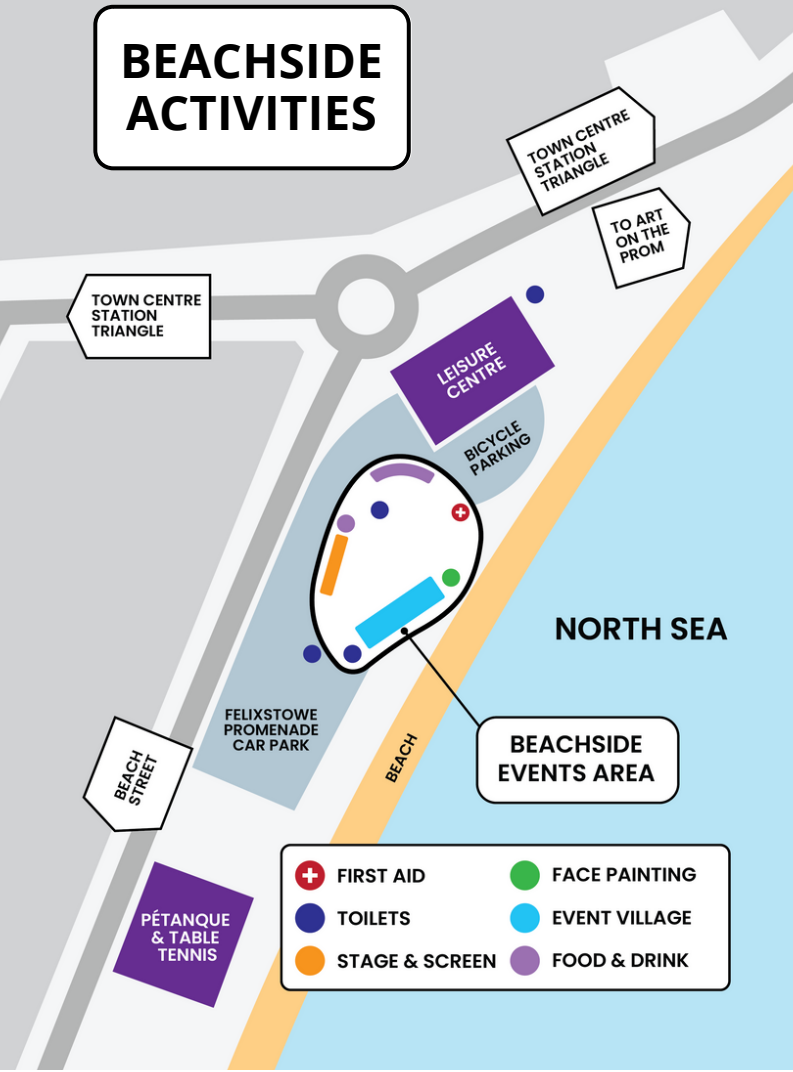 BEACHSIDE
ACTIVITIES
TOWN CENTRE
STATION
TRIANGLE
TO ART
ON THE
PROM
TOWN CENTRE
STATION
TRIANGLE
LEISURE
CENTRE
BICYCLE
PARKING
NORTH SEA
FELIXSTOWE
PROMENADE
CAR PARK
BEACH
BEACHSIDE
EVENTS AREA
BEACH
STREET
PÉTANQUE
& TABLE
TENNIS
FIRST AID
TOILETS
STAGE & SCREEN
FACE PAINTING
EVENT VILLAGE
FOOD & DRINK